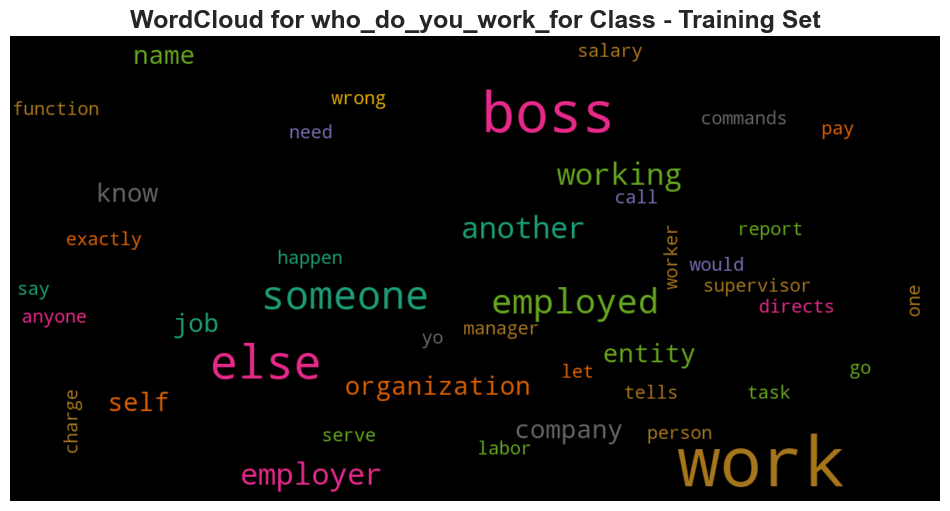 WordCloud for who_do_you_work_for Class - Training Set
name
salary
function
wrong
boss
need
commands
pay
know
working
call
another
exactly
report
happen
worker
would
say
someone
employed
supervisor
one
anyone
directs
job
yo
manager
else
entity
organization
let
go
self
tells
task
charge
serve
company
person
labor
employer
work